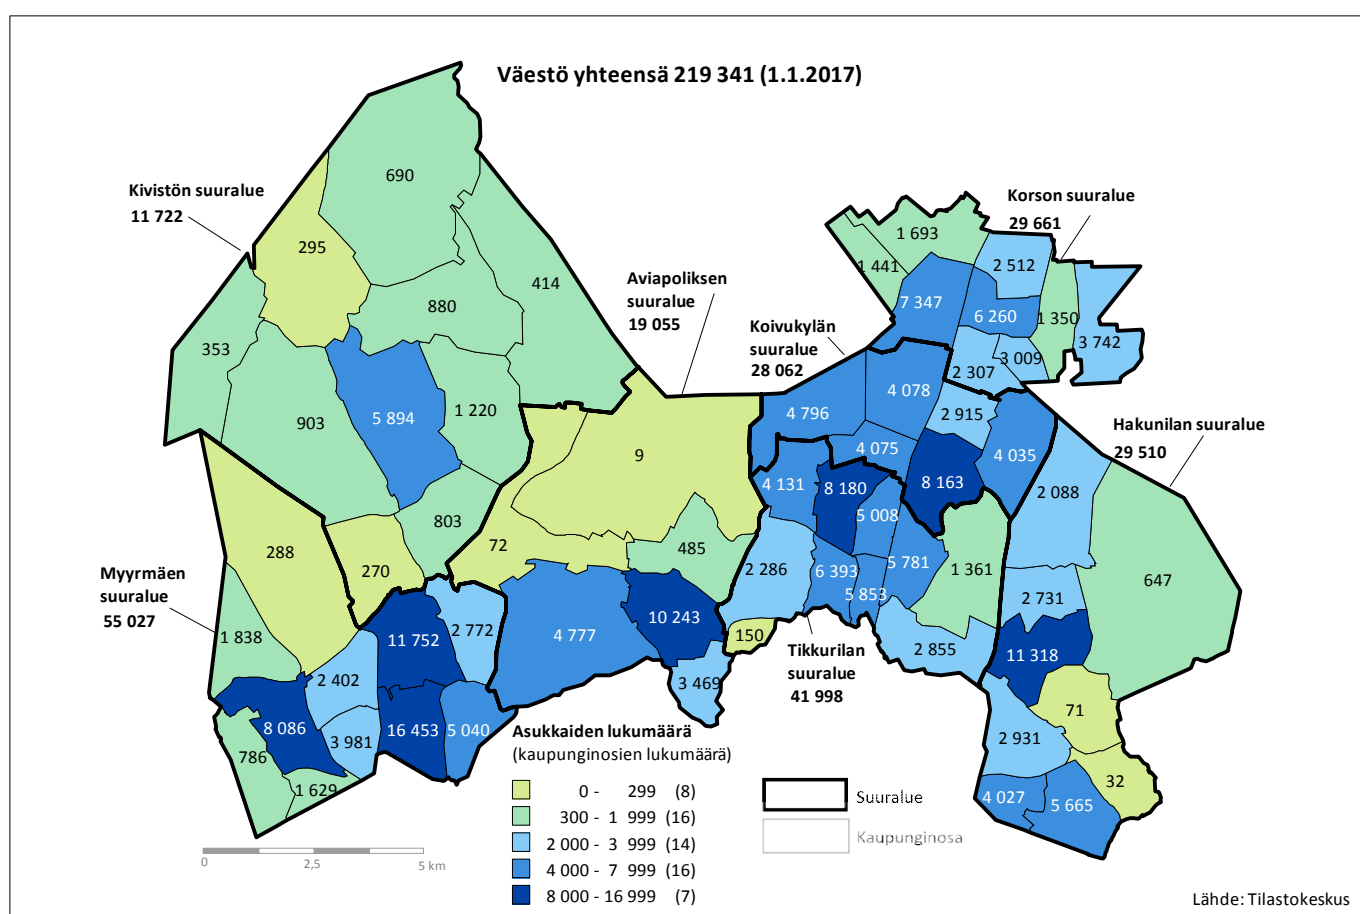 Väestö yhteensä 219 341 (1.1.2017)
Kivistön suuralue
11 722
690
295
414
880
353
903
5 894
1 220
803
270
Aviapoliksen
suuralue
19 055
9
72
485
4 777
10 243
3 469
Koivukylän
suuralue
28 062
4 796
4 078
4 075
2 915
8 163
4 035
Korson suuralue
29 661
1 693
1 441
2 512
7 347
6 260
1 350
3 742
3 009
2 307
Hakunilan suuralue
29 510
2 088
647
2 731
11 318
71
2 931
32
4 027
5 665
Myyrmäen
suuralue
55 027
288
1 838
11 752
2 772
2 402
8 086
3 981
16 453
5 040
786
1 629
Tikkurilan
suuralue
41 998
4 131
8 180
5 008
2 286
6 393
5 853
5 781
1 361
150
2 855
Asukkaiden lukumäärä
(kaupunginosien lukumäärä)
0 - 299 (8)
300 - 1 999 (16)
2 000 - 3 999 (14)
4 000 - 7 999 (16)
8 000 - 16 999 (7)
Suuralue
Kaupunginosa
0 2,5 5 km
Lähde: Tilastokeskus